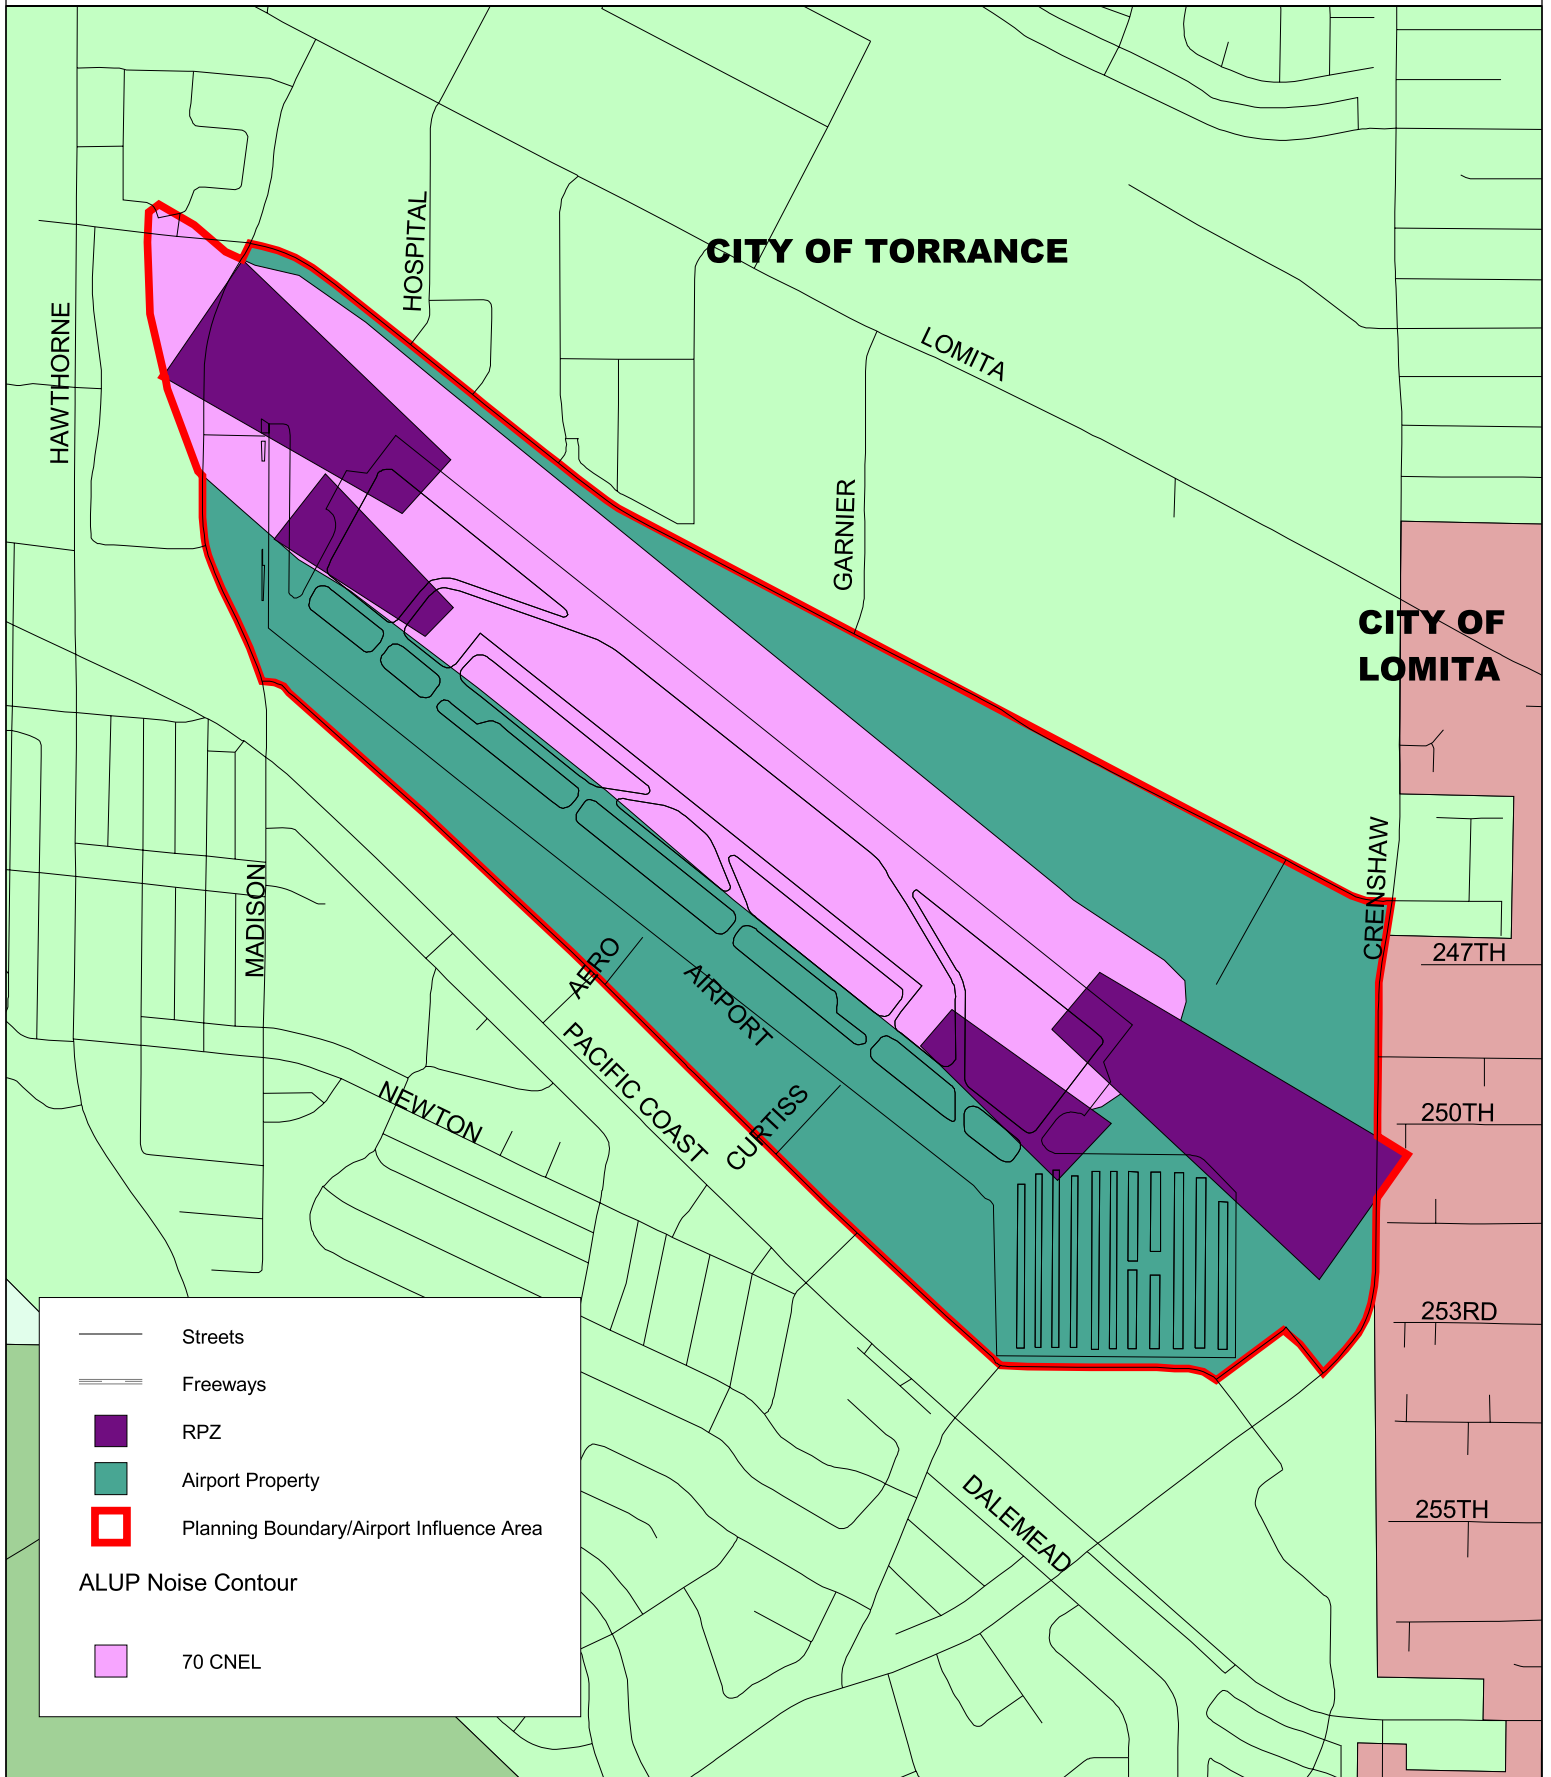 HOSPITAL
CITY OF TORRANCE
HAWTHORNE
LOMITA
GARNIER
CITY OF
LOMITA
CRENSHAW
MADISON
247TH
AERO
AIRPORT
PACIFIC COAST
CURTISS
NEWTON
250TH
253RD
255TH
DALEMEAD
Streets
Freeways
RPZ
Airport Property
Planning Boundary/Airport Influence Area
ALUP Noise Contour
70 CNEL